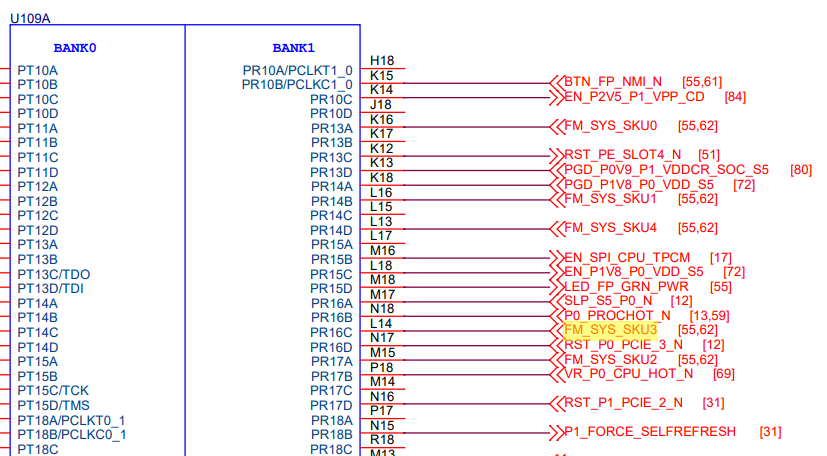 U109A
BANK0 BANK1
PT10A PR10A/PCLKT1_0 H18
PT10B PR10B/PCLKC1_0 K15 BTN_FP_NMI_N [55,61]
PT10C PR10C K14 EN_P2V5_P1_VPP_CD [84]
PT10D PR10D J18
PT11A PR13A K16 FM_SYS_SKU0 [55,62]
PT11B PR13B K17
PT11C PR13C K12 RST_PE_SLOT4_N [51]
PT11D PR13D K13 PGD_P0V9_P1_VDDCR_SOC_S5 [80]
PT12A PR14A K18 PGD_P1V8_P0_VDD_S5 [72]
PT12B PR14B L16 FM_SYS_SKU1 [55,62]
PT12C PR14C L15
PT12D PR14D L13 FM_SYS_SKU4 [55,62]
PT13A PR15A L17
PT13B PR15B M16 EN_SPI_CPU_TPCM [17]
PT13C/TDO PR15C L18 EN_P1V8_P0_VDD_S5 [72]
PT13D/TDI PR15D M18 LED_FP_GRN_PWR [55]
PT14A PR16A M17 SLP_S5_P0_N [12]
PT14B PR16B N18 P0_PROCHOT_N [13,59]
PT14C PR16C L14 FM_SYS_SKU3 [55,62]
PT14D PR16D N17 RST_P0_PCIE_3_N [12]
PT15A PR17A M15 FM_SYS_SKU2 [55,62]
PT15B PR17B P18 VR_P0_CPU_HOT_N [69]
PT15C/TCK PR17C M14
PT15D/TMS PR17D N16 RST_P1_PCIE_2_N [31]
PT18A/PCLKT0_1 PR18A P17
PT18B/PCLKC0_1 PR18B N15 P1_FORCE_SELFREFRESH [31]
PT18C PR18C R18
M13